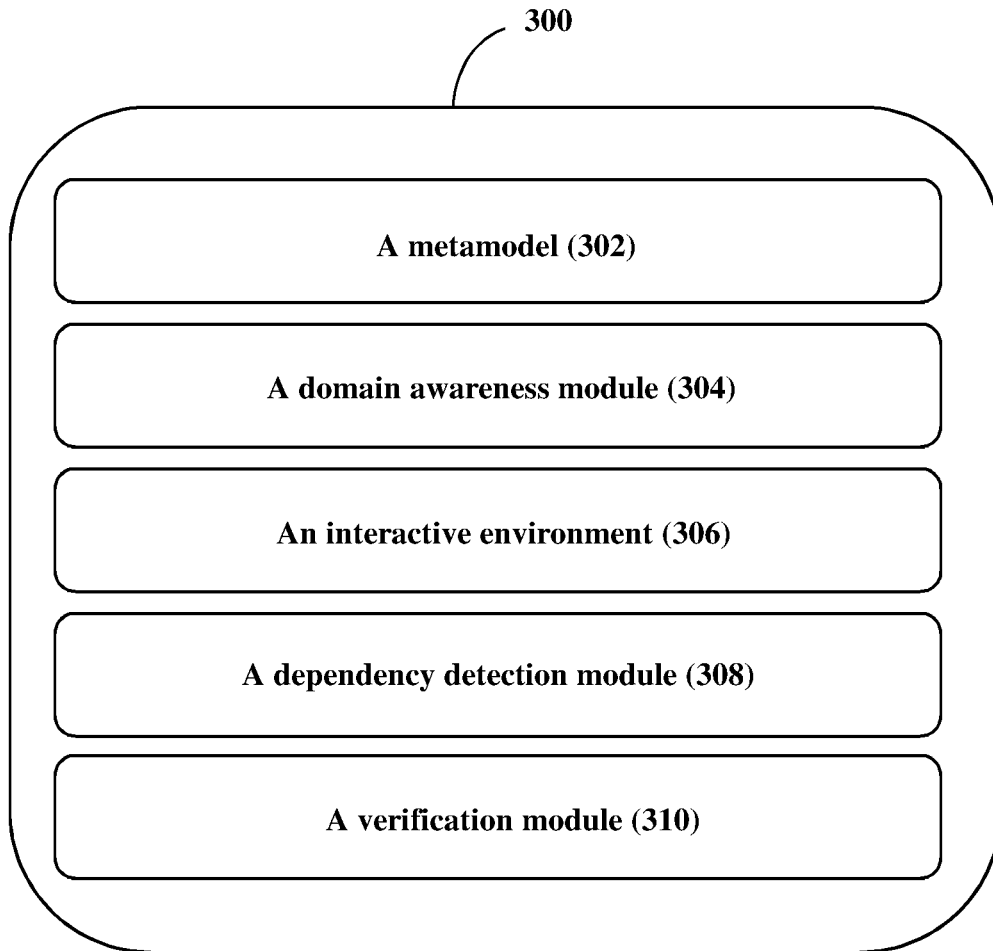 300
A metamodel (302)
A domain awareness module (304)
An interactive environment (306)
A dependency detection module (308)
A verification module (310)